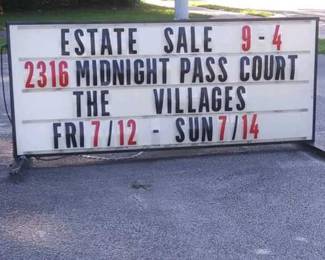 ESTATE SALE 9-4
2316 MIDNIGHT PASS COURT
THE VILLAGES
FRI 7/12 - SUN 7/14